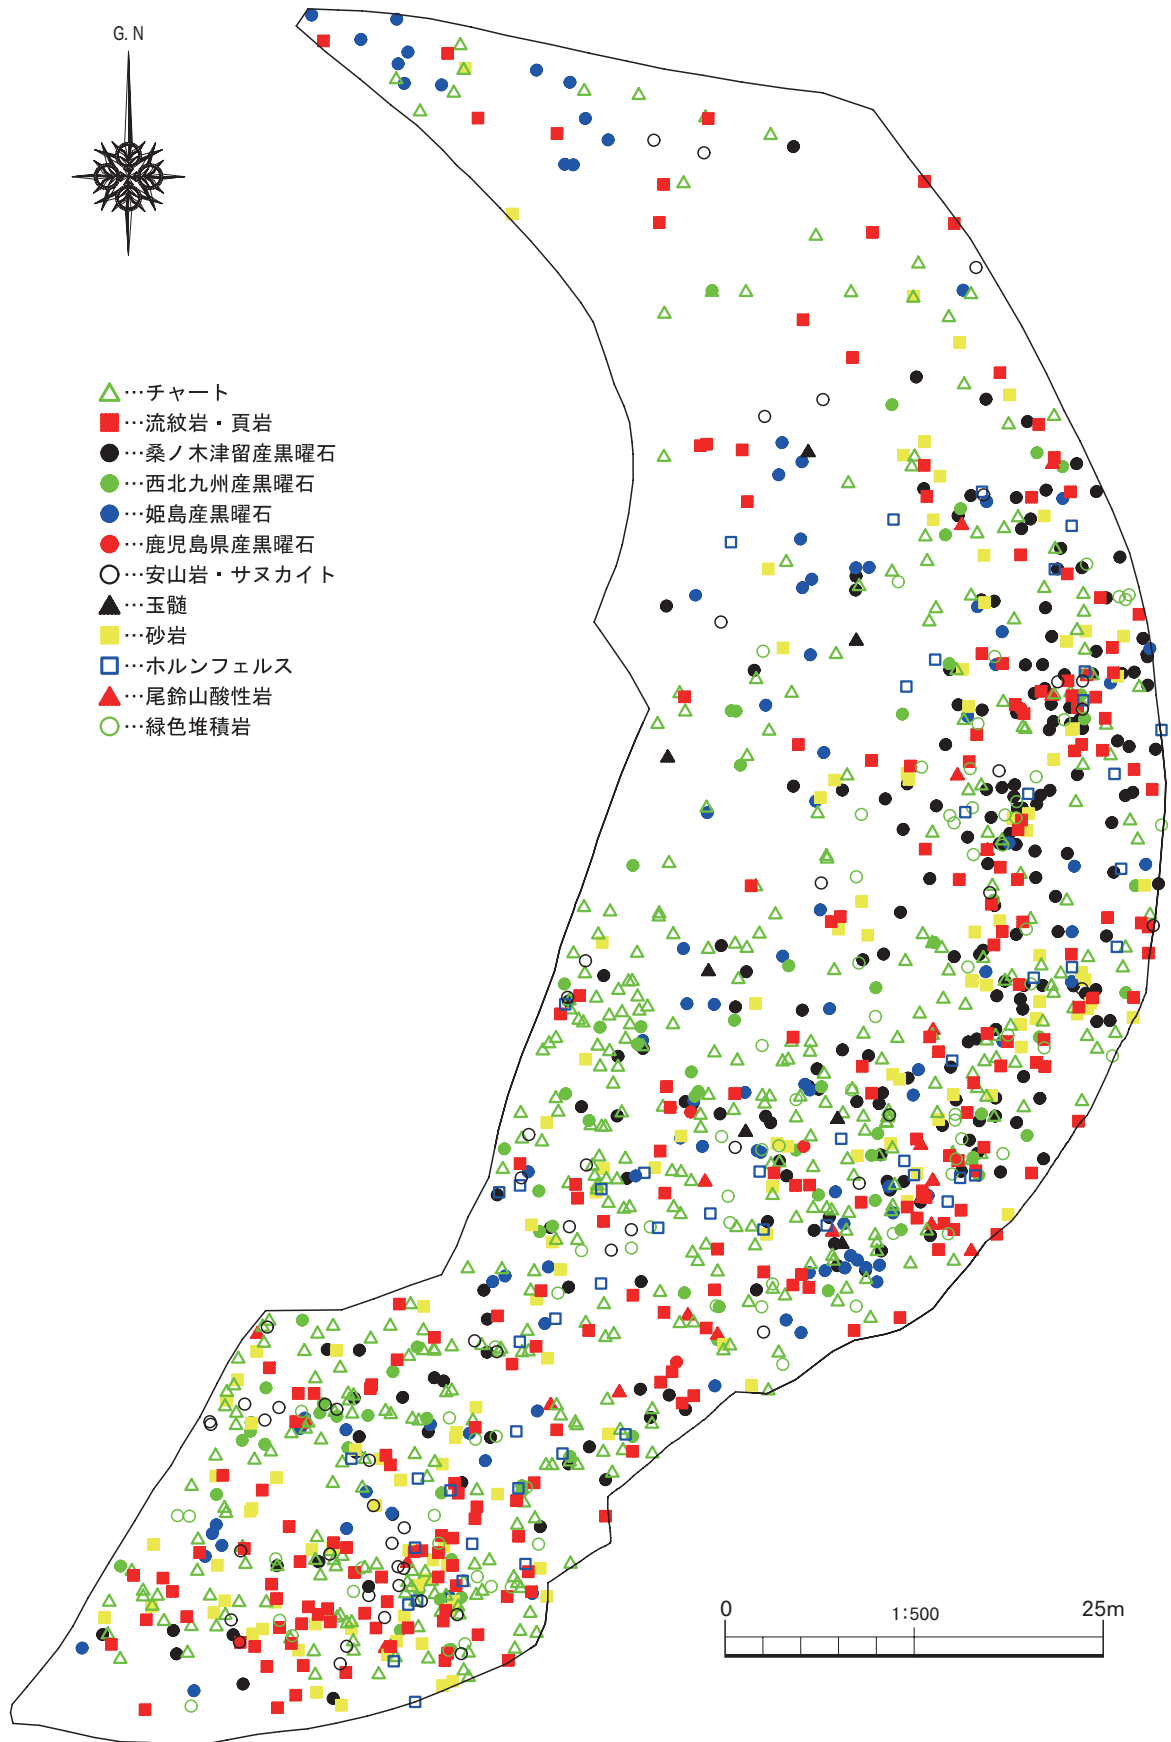 G. N
…チャート
…流紋岩・頁岩
…桑ノ木津留産黒曜石
…西北九州産黒曜石
…姫島産黒曜石
…鹿児島県産黒曜石
…安山岩・サヌカイト
…玉髄
…砂岩
…ホルンフェルス
…尾鈴山酸性岩
…緑色堆積岩
0 1:500 25m